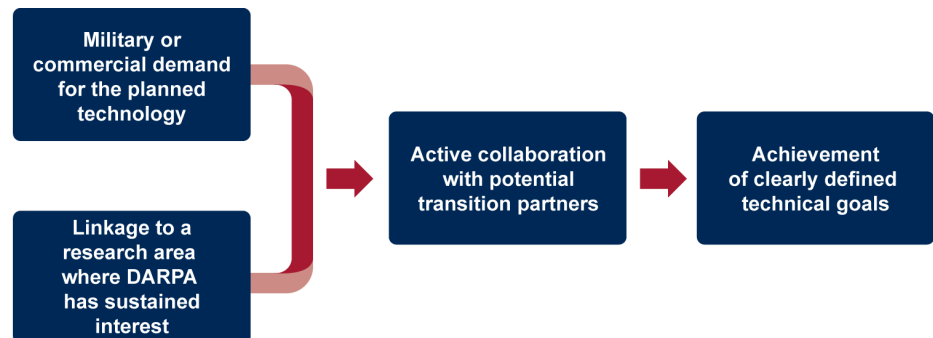 Military or
commercial demand
for the planned
technology
Linkage to a
research area
where DARPA
has sustained
interest
Active collaboration
with potential
transition partners
Achievement
of clearly defined
technical goals